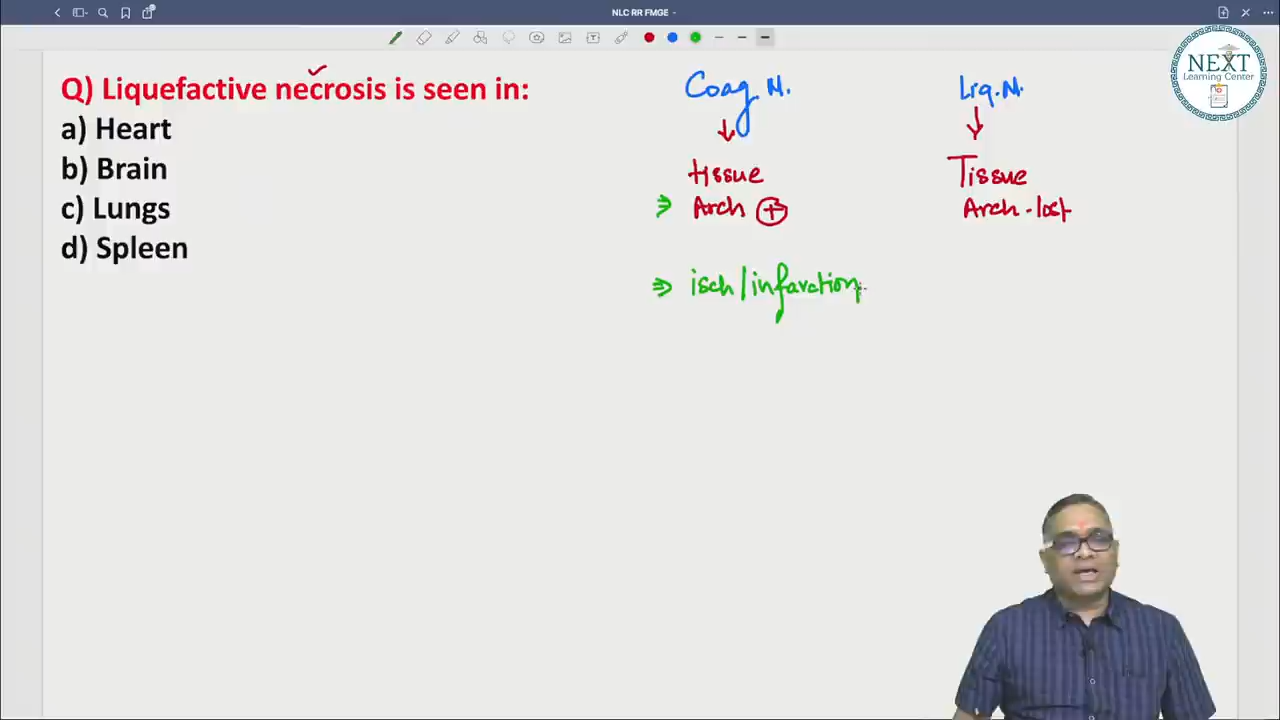 NLC RR FMGE
Q) Liquefactive necrosis is seen in:
a) Heart
b) Brain
c) Lungs
d) Spleen
Coag. N.
tissue
Arch +
isch/infarction
Liq. N.
Tissue
Arch. lost
NEXT
Learning Center